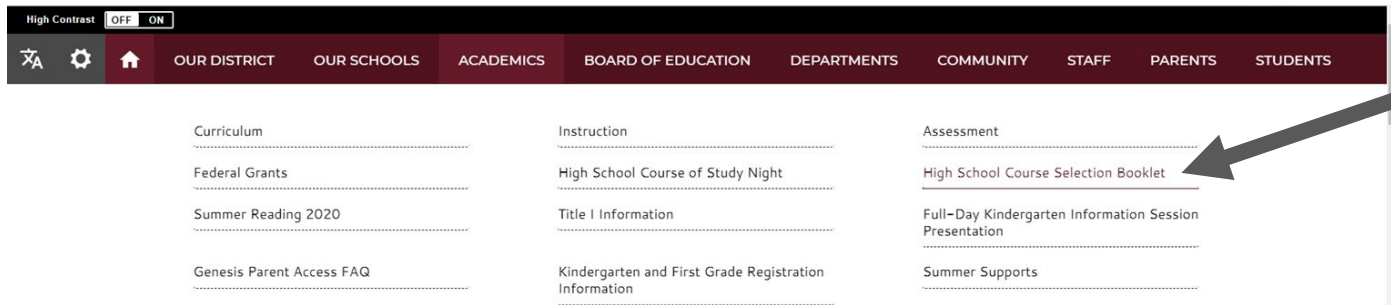 High Contrast OFF ON
OUR DISTRICT OUR SCHOOLS ACADEMICS BOARD OF EDUCATION DEPARTMENTS COMMUNITY STAFF PARENTS STUDENTS
Curriculum Instruction Assessment
Federal Grants High School Course of Study Night High School Course Selection Booklet
Summer Reading 2020 Title I Information Full-Day Kindergarten Information Session
Presentation
Genesis Parent Access FAQ Kindergarten and First Grade Registration Summer Supports
Information